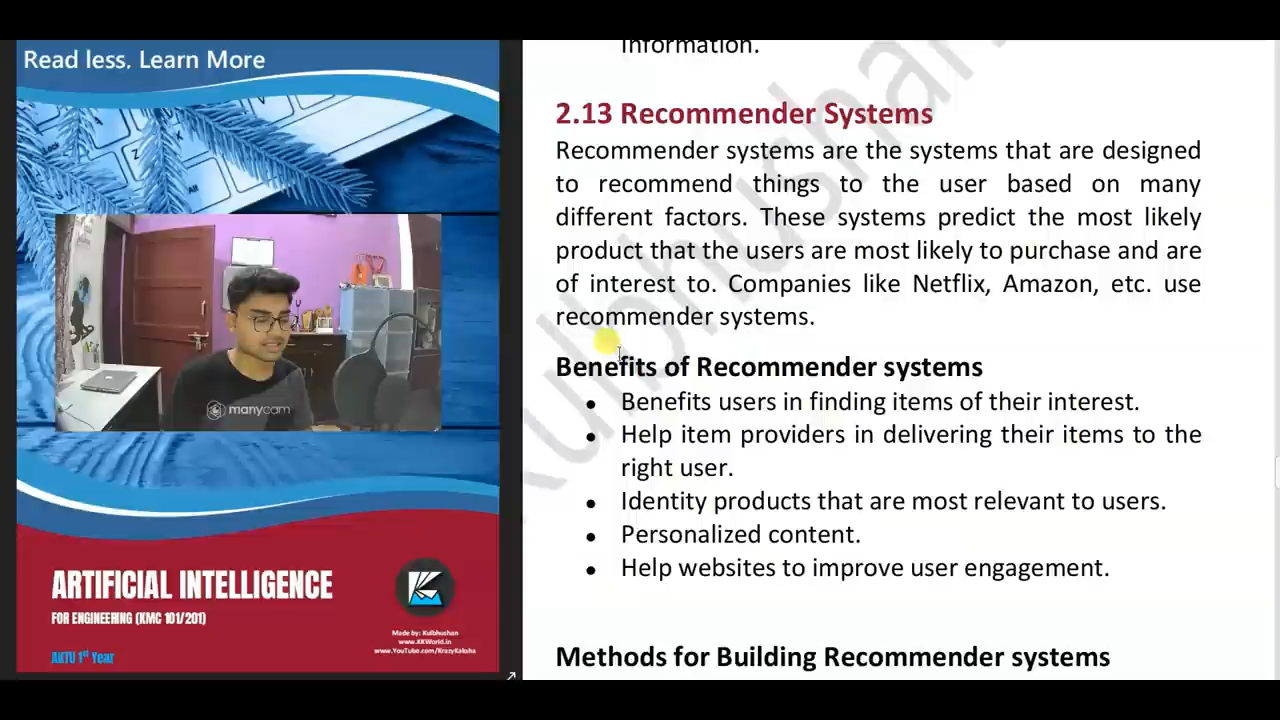 Read less. Learn More
manycam
ARTIFICIAL INTELLIGENCE
FOR ENGINEERING (KMC 101/201)
AKTU 1st Year
Made by: Kulbhushan
www.KKWorld.in
www.YouTube.com/KrazyKaksha
information.
2.13 Recommender Systems
Recommender systems are the systems that are designed
to recommend things to the user based on many
different factors. These systems predict the most likely
product that the users are most likely to purchase and are
of interest to. Companies like Netflix, Amazon, etc. use
recommender systems.
Benefits of Recommender systems
• Benefits users in finding items of their interest.
• Help item providers in delivering their items to the
right user.
• Identity products that are most relevant to users.
• Personalized content.
• Help websites to improve user engagement.
Methods for Building Recommender systems
Kulbhushan